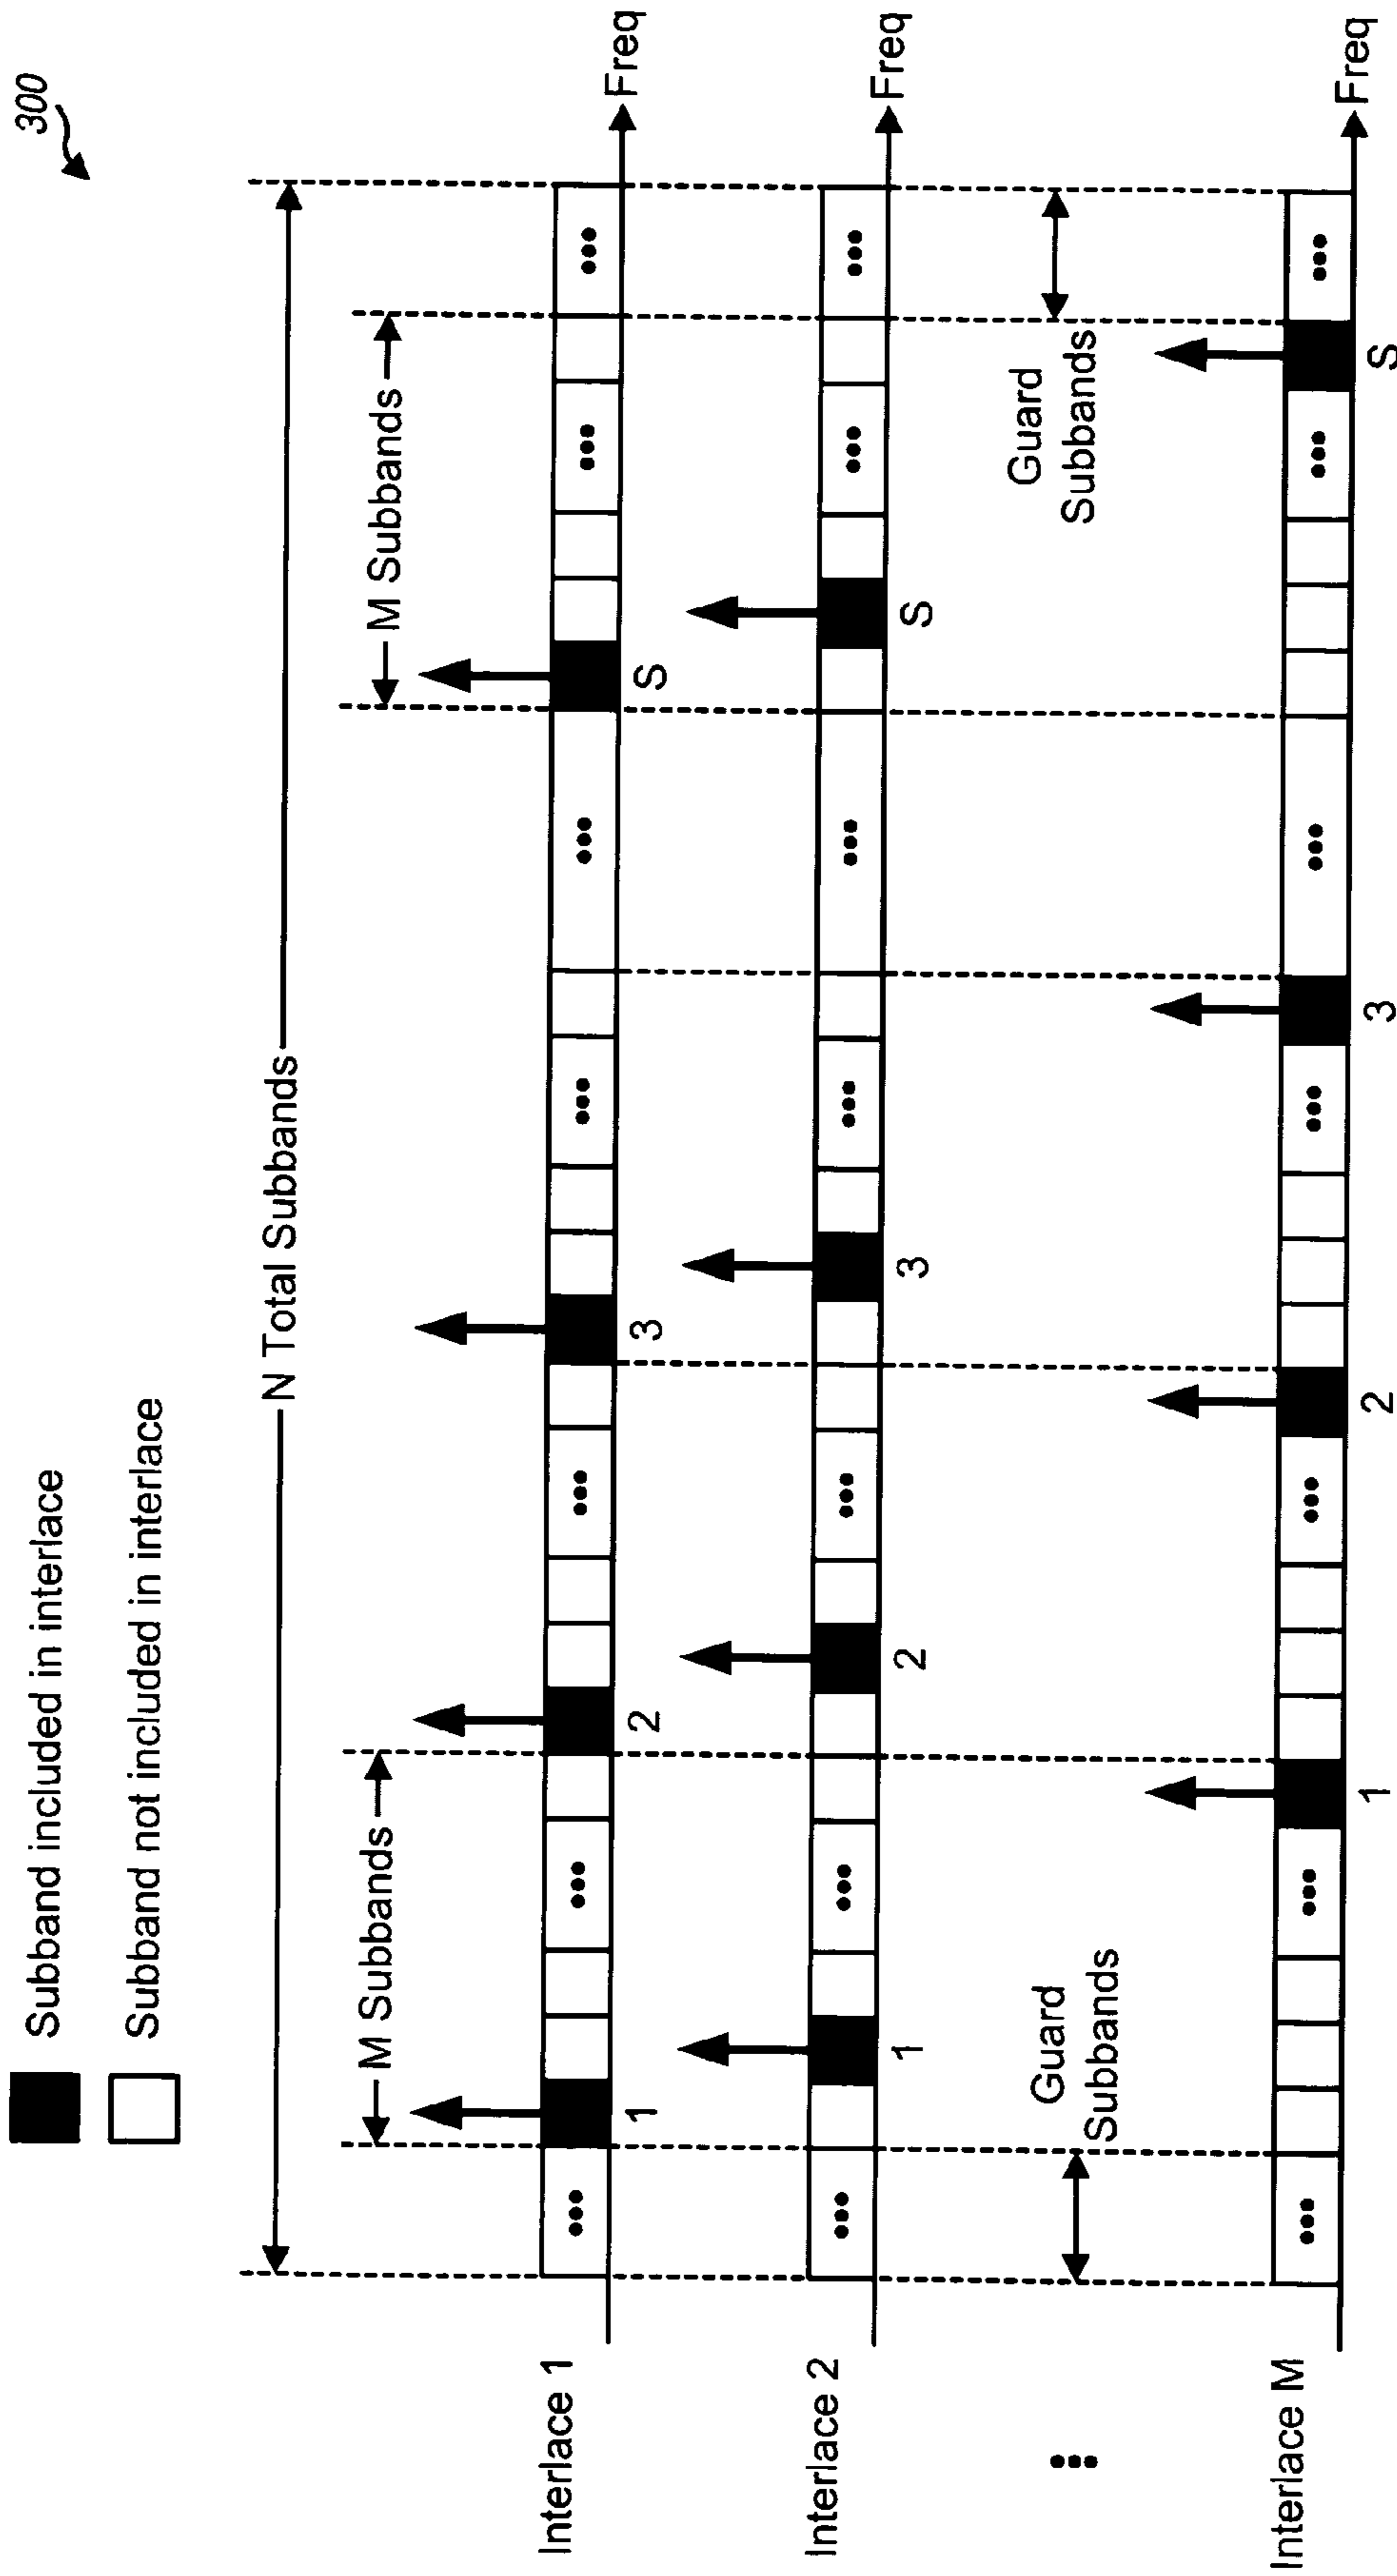 300
Subband included in interlace
Subband not included in interlace
N Total Subbands
M Subbands
M Subbands
Interlace 1
1
2
3
•••
S
Freq
Interlace 2
1
2
3
S
Freq
Guard
Subbands
Guard
Subbands
Interlace M
1
2
3
S
Freq